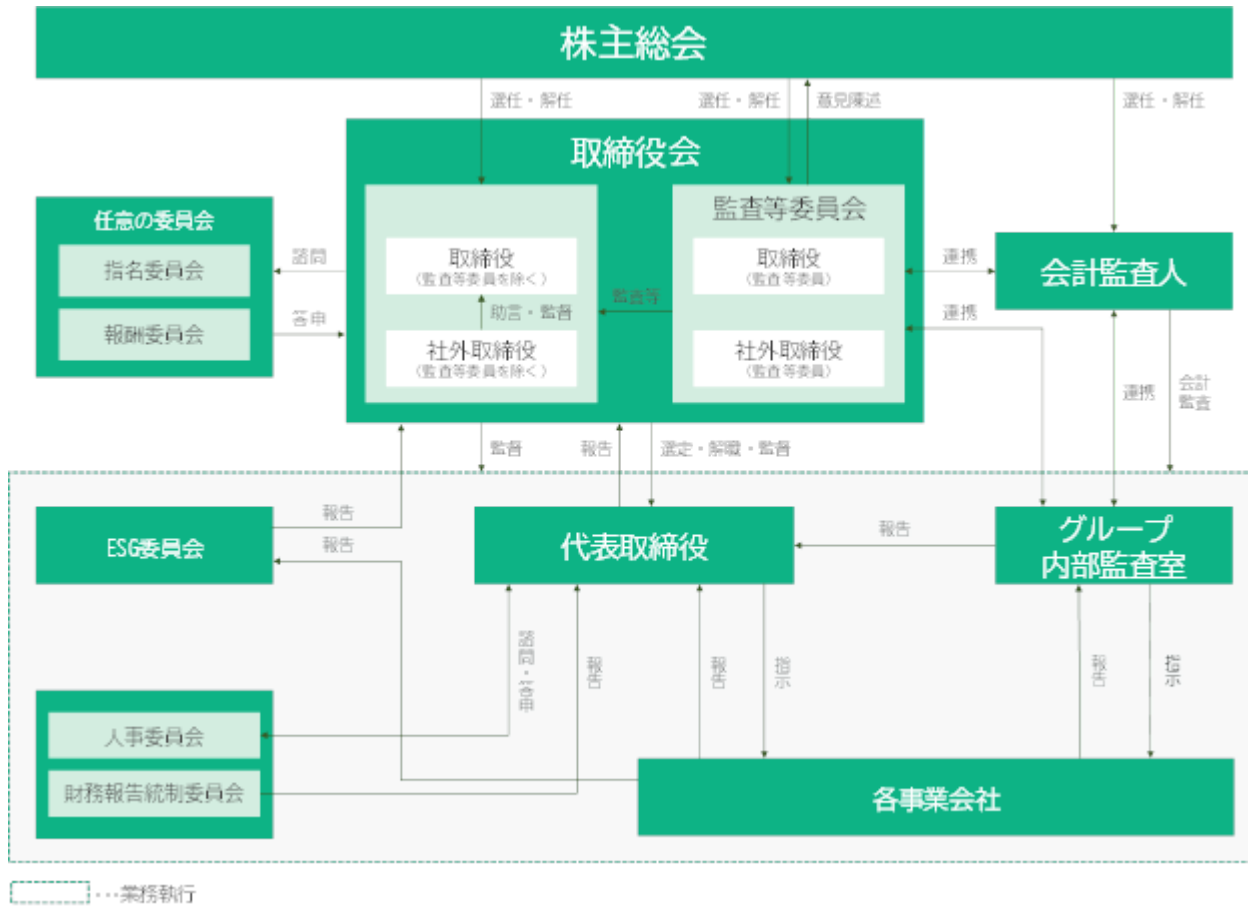 株主総会
選任・解任
選任・解任
意見陳述
選任・解任
取締役会
監査等委員会
任意の委員会
指名委員会
報酬委員会
諮問
答申
取締役
(監査等委員を除く)
助言・監督
社外取締役
(監査等委員を除く)
監査等
取締役
(監査等委員)
社外取締役
(監査等委員)
連携
連携
会計監査人
連携
会計
監査
監督
報告
選定・解職・監督
ESG委員会
報告
報告
代表取締役
報告
グループ
内部監査室
諮問・答申
報告
報告
指示
報告
指示
人事委員会
財務報告統制委員会
各事業会社
・・・業務執行